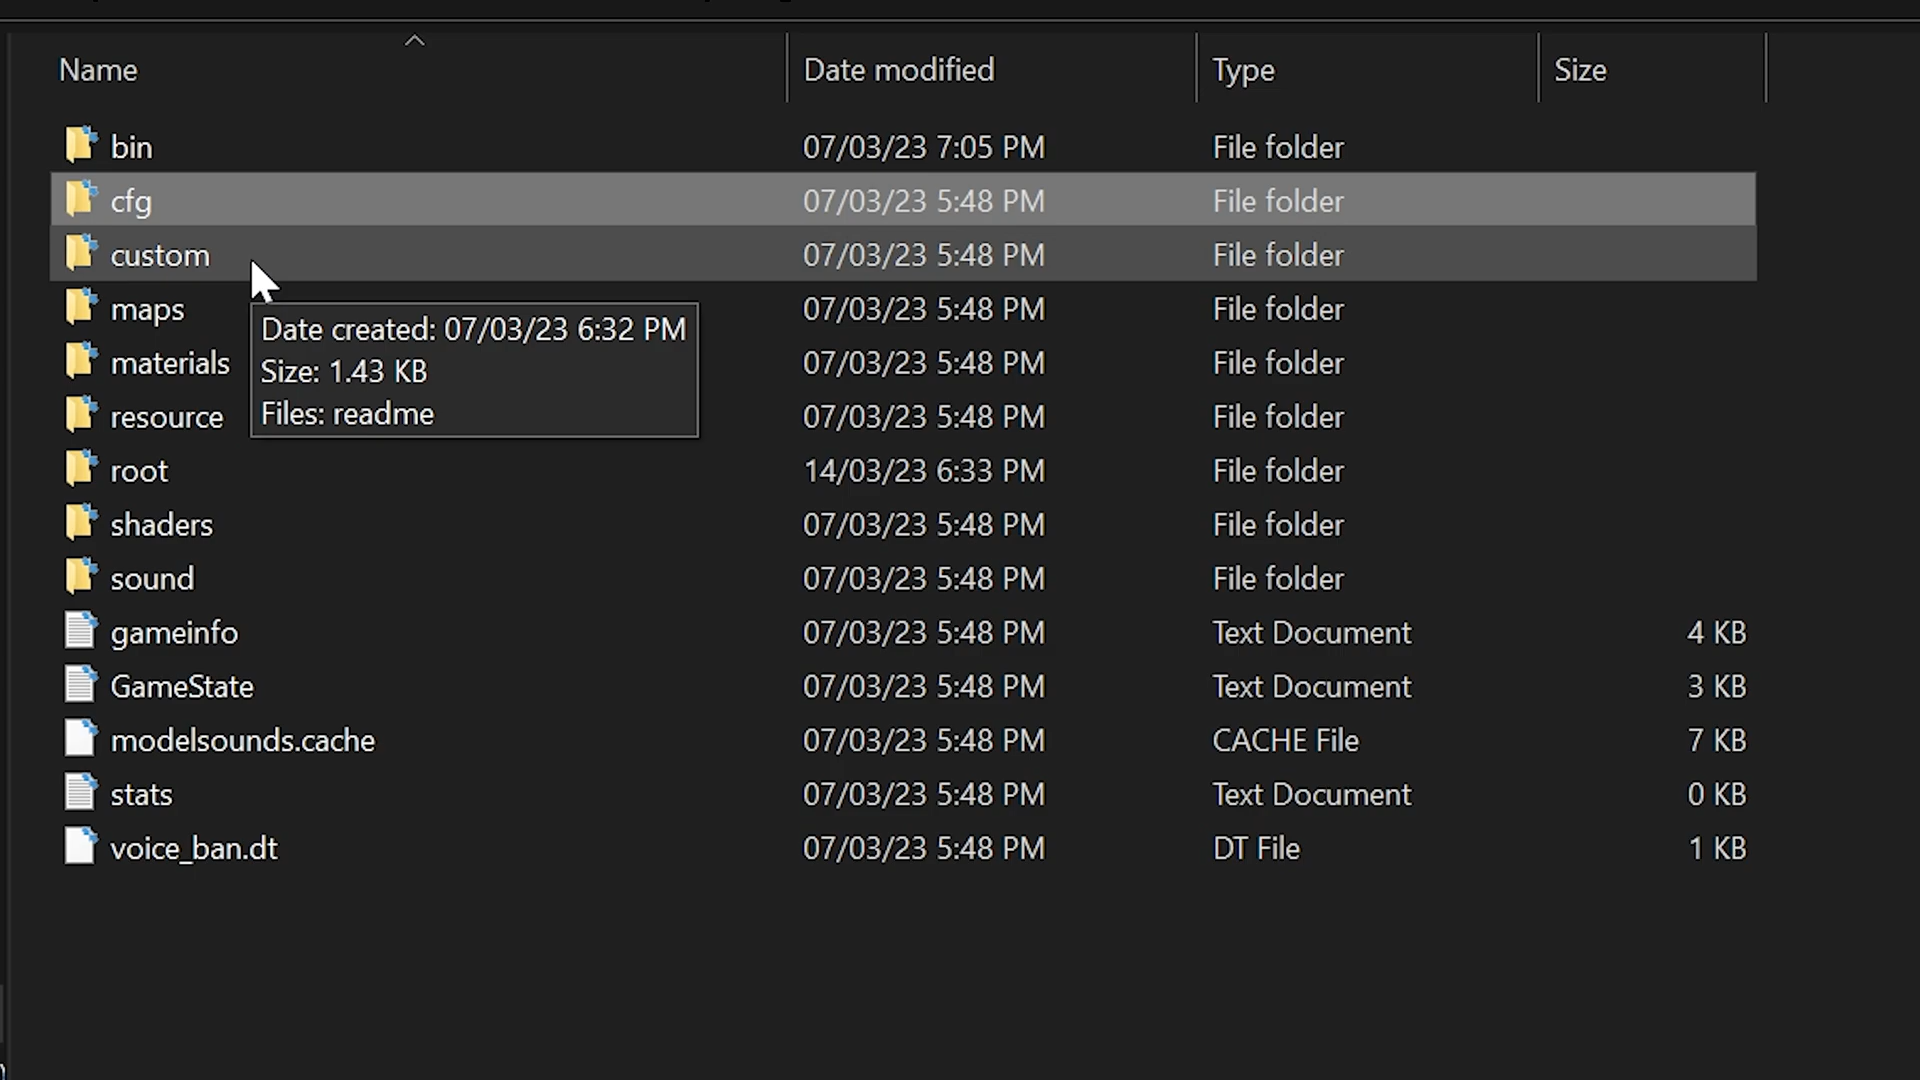 Name Date modified Type Size
bin 07/03/23 7:05 PM File folder
cfg 07/03/23 5:48 PM File folder
custom 07/03/23 5:48 PM File folder
maps 07/03/23 5:48 PM File folder
Date created: 07/03/23 6:32 PM
Size: 1.43 KB
Files: readme
materials 07/03/23 5:48 PM File folder
resource 07/03/23 5:48 PM File folder
root 14/03/23 6:33 PM File folder
shaders 07/03/23 5:48 PM File folder
sound 07/03/23 5:48 PM File folder
gameinfo 07/03/23 5:48 PM Text Document 4 KB
GameState 07/03/23 5:48 PM Text Document 3 KB
modelsounds.cache 07/03/23 5:48 PM CACHE File 7 KB
stats 07/03/23 5:48 PM Text Document 0 KB
voice_ban.dt 07/03/23 5:48 PM DT File 1 KB